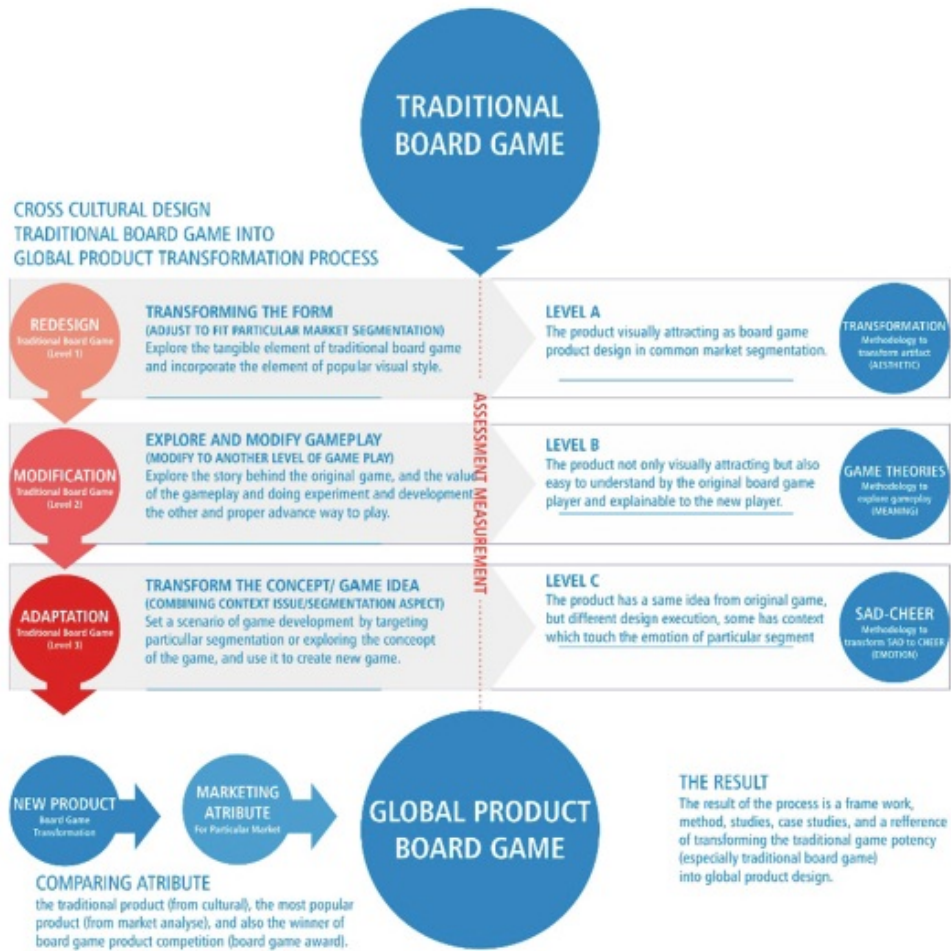 TRADITIONAL
BOARD GAME
CROSS CULTURAL DESIGN
TRADITIONAL BOARD GAME INTO
GLOBAL PRODUCT TRANSFORMATION PROCESS
REDESIGN
Traditional Board Game
(Level 1)
TRANSFORMING THE FORM
(ADJUST TO FIT PARTICULAR MARKET SEGMENTATION)
Explore the tangible element of traditional board game
and incorporate the element of popular visual style.
LEVEL A
The product visually attracting as board game
product design in common market segmentation.
TRANSFORMATION
Methodology to
transform artifact
(AESTHETIC)
ASSESSMENT MEASUREMENT
MODIFICATION
Traditional Board Game
(Level 2)
EXPLORE AND MODIFY GAMEPLAY
(MODIFY TO ANOTHER LEVEL OF GAME PLAY)
Explore the story behind the original game, and the value
of the gameplay and doing experiment and development
the other and proper advance way to play.
LEVEL B
The product not only visually attracting but also
easy to understand by the original board game
player and explainable to the new player.
GAME THEORIES
Methodology to
explore gameplay
(MEANING)
ADAPTATION
Traditional Board Game
(Level 3)
TRANSFORM THE CONCEPT/ GAME IDEA
(COMBINING CONTEXT ISSUE/SEGMENTATION ASPECT)
Set a scenario of game development by targeting
particullar segmentation or exploring the conceopt
of the game, and use it to create new game.
LEVEL C
The product has a same idea from original game,
but different design execution, some has context
which touch the emotion of particular segment
SAD-CHEER
Methodology to
transform SAD to CHEER
(EMOTION)
NEW PRODUCT
Board Game
Transformation
MARKETING
ATRIBUTE
For Particular Market
GLOBAL PRODUCT
BOARD GAME
COMPARING ATRIBUTE
the traditional product (from cultural), the most popular
product (from market analyse), and also the winner of
board game product competition (board game award).
THE RESULT
The result of the process is a frame work,
method, studies, case studies, and a refference
of transforming the traditional game potency
(especially traditional board game)
into global product design.